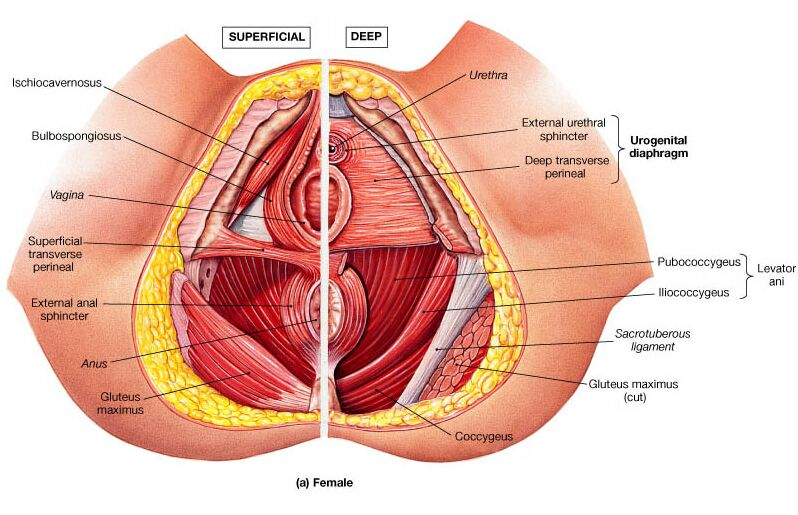 SUPERFICIAL
DEEP
Ischiocavernosus
Bulbospongiosus
Vagina
Superficial
transverse
perineal
External anal
sphincter
Anus
Gluteus
maximus
Urethra
External urethral
sphincter
Deep transverse
perineal
Urogenital
diaphragm
Pubococcygeus
Iliococcygeus
Levator
ani
Sacrotuberous
ligament
Gluteus maximus
(cut)
Coccygeus
(a) Female